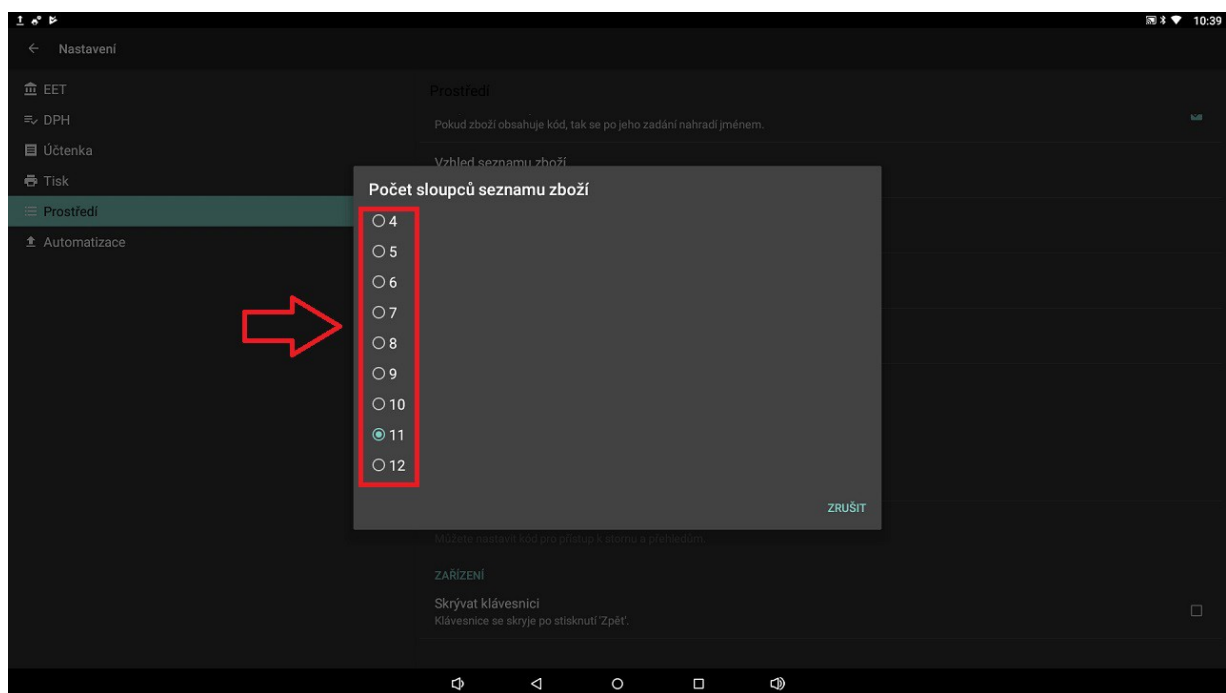 10:39
Nastavení
EET
DPH
Účtenka
Tisk
Prostředí
Automatizace
Prostředí
Pokud zboží obsahuje kód, tak se po jeho zadání nahradí jménem.
Vzhled seznamu zboží
Počet sloupců seznamu zboží
4
5
6
7
8
9
10
11
12
ZRUŠIT
Můžete nastavit kód pro přístup k stornu a přehledům.
ZAŘÍZENÍ
Skrývat klávesnici
Klávesnice se skryje po stisknutí 'Zpět'.